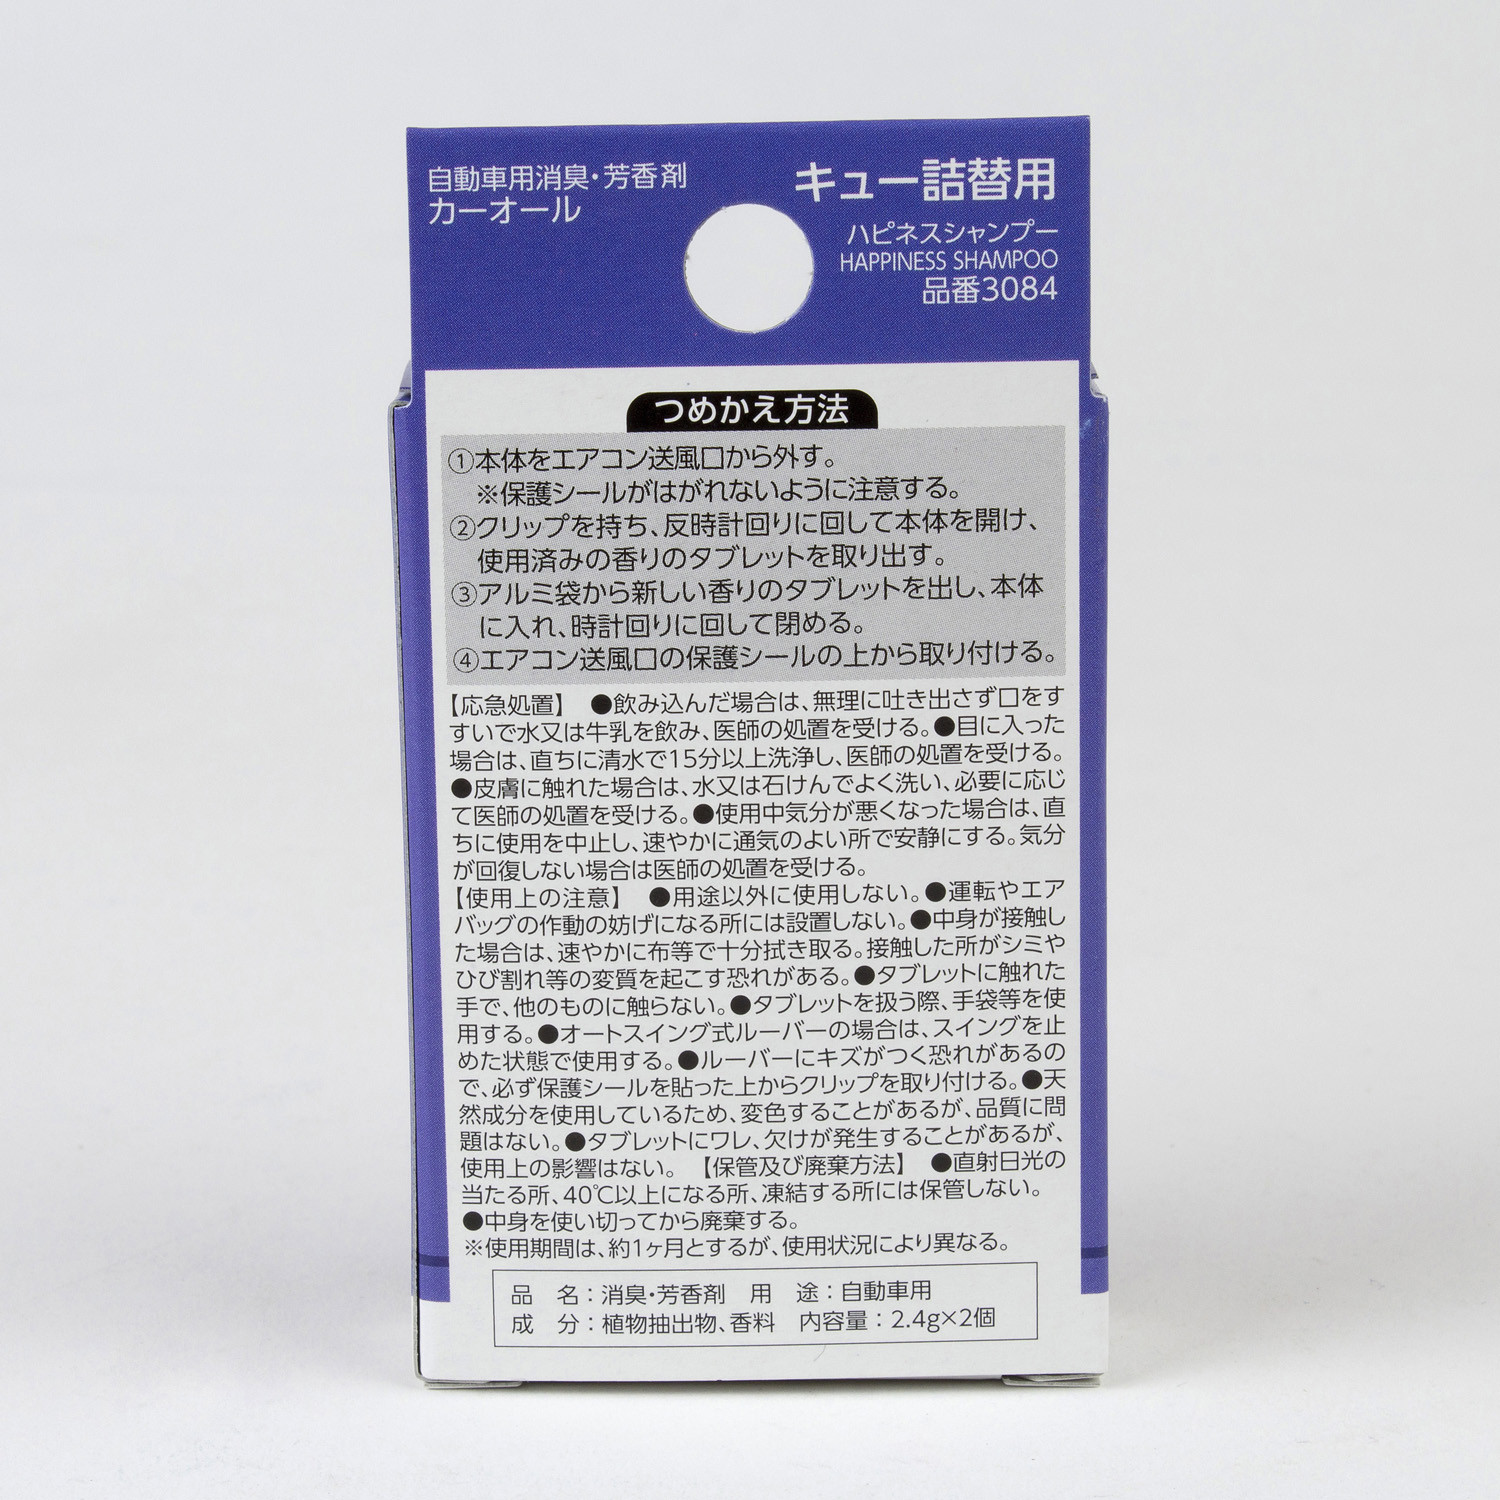 自動車用消臭・芳香剤
カーオール
キュー詰替用
ハピネスシャンプー
HAPPINESS SHAMPOO
品番3084
つめかえ方法
①本体をエアコン送風口から外す。
※保護シールがはがれないように注意する。
②クリップを持ち、反時計回りに回して本体を開け、
使用済みの香りのタブレットを取り出す。
③アルミ袋から新しい香りのタブレットを出し、本体
に入れ、時計回りに回して閉める。
④エアコン送風口の保護シールの上から取り付ける。
【応急処置】 ●飲み込んだ場合は、無理に吐き出さず口をす
すいで水又は牛乳を飲み、医師の処置を受ける。●目に入った
場合は、直ちに清水で15分以上洗浄し、医師の処置を受ける。
●皮膚に触れた場合は、水又は石けんでよく洗い、必要に応じ
て医師の処置を受ける。●使用中気分が悪くなった場合は、直
ちに使用を中止し、速やかに通気のよい所で安静にする。気分
が回復しない場合は医師の処置を受ける。
【使用上の注意】 ●用途以外に使用しない。●運転やエア
バッグの作動の妨げになる所には設置しない。●中身が接触し
た場合は、速やかに布等で十分拭き取る。接触した所がシミや
ひび割れ等の変質を起こす恐れがある。●タブレットに触れた
手で、他のものに触らない。●タブレットを扱う際、手袋等を使
用する。●オートスイング式ルーバーの場合は、スイングを止
めた状態で使用する。●ルーバーにキズがつく恐れがあるの
で、必ず保護シールを貼った上からクリップを取り付ける。●天
然成分を使用しているため、変色することがあるが、品質に問
題はない。●タブレットにワレ、欠けが発生することがあるが、
使用上の影響はない。 【保管及び廃棄方法】 ●直射日光の
当たる所、40℃以上になる所、凍結する所には保管しない。
●中身を使い切ってから廃棄する。
※使用期間は、約1ヶ月とするが、使用状況により異なる。
品 名：消臭・芳香剤 用 途：自動車用
成 分：植物抽出物、香料 内容量：2.4g×2個